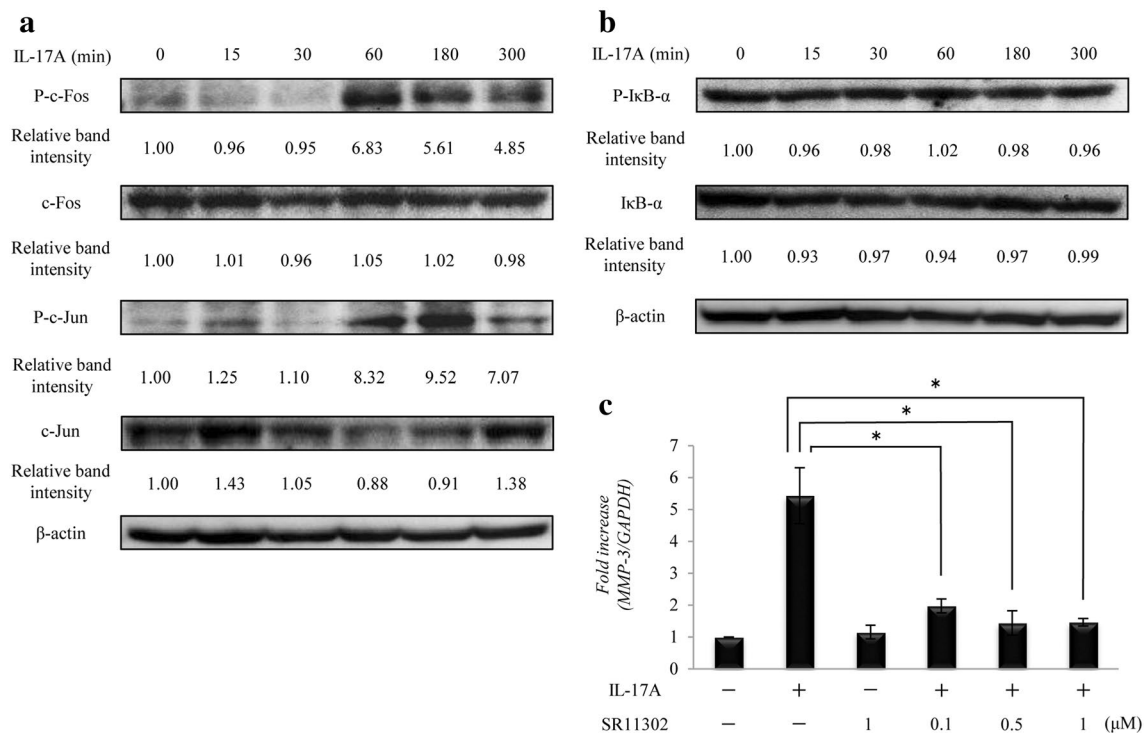 a
IL-17A (min) 0 15 30 60 180 300
P-c-Fos
Relative band intensity 1.00 0.96 0.95 6.83 5.61 4.85
c-Fos
Relative band intensity 1.00 1.01 0.96 1.05 1.02 0.98
P-c-Jun
Relative band intensity 1.00 1.25 1.10 8.32 9.52 7.07
c-Jun
Relative band intensity 1.00 1.43 1.05 0.88 0.91 1.38
β-actin
b
IL-17A (min) 0 15 30 60 180 300
P-IκB-α
Relative band intensity 1.00 0.96 0.98 1.02 0.98 0.96
IκB-α
Relative band intensity 1.00 0.93 0.97 0.94 0.97 0.99
β-actin
c
*
*
*
Fold increase
(MMP-3/GAPDH)
7
6
5
4
3
2
1
0
IL-17A − + − + + +
SR11302 − − 1 0.1 0.5 1 (μM)